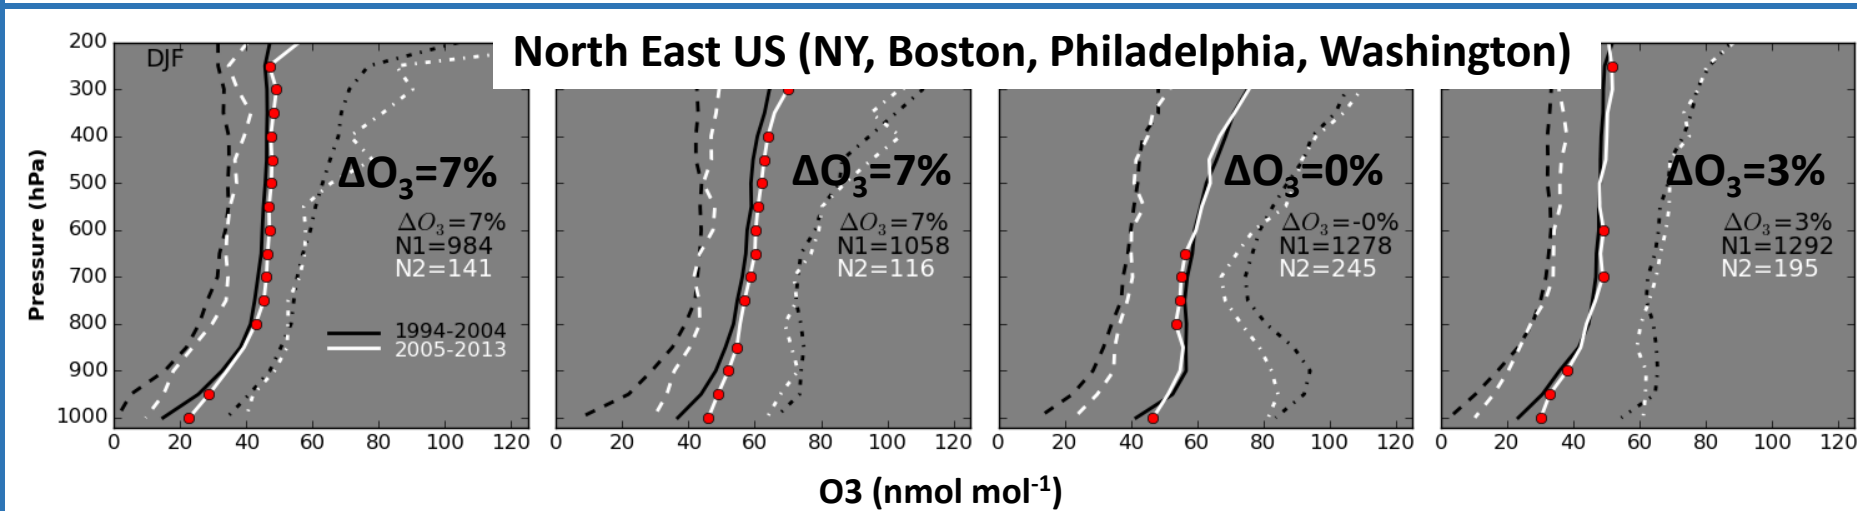 North East US (NY, Boston, Philadelphia, Washington)
Pressure (hPa)
200
300
400
500
600
700
800
900
1000
DJF
ΔO3=7%
ΔO3=7%
N1=984
N2=141
1994-2004
2005-2013
0 20 40 60 80 100 120
ΔO3=7%
ΔO3=7%
N1=1058
N2=116
0 20 40 60 80 100 120
ΔO3=0%
ΔO3=-0%
N1=1278
N2=245
0 20 40 60 80 100 120
ΔO3=3%
ΔO3=3%
N1=1292
N2=195
0 20 40 60 80 100 120
O3 (nmol mol-1)